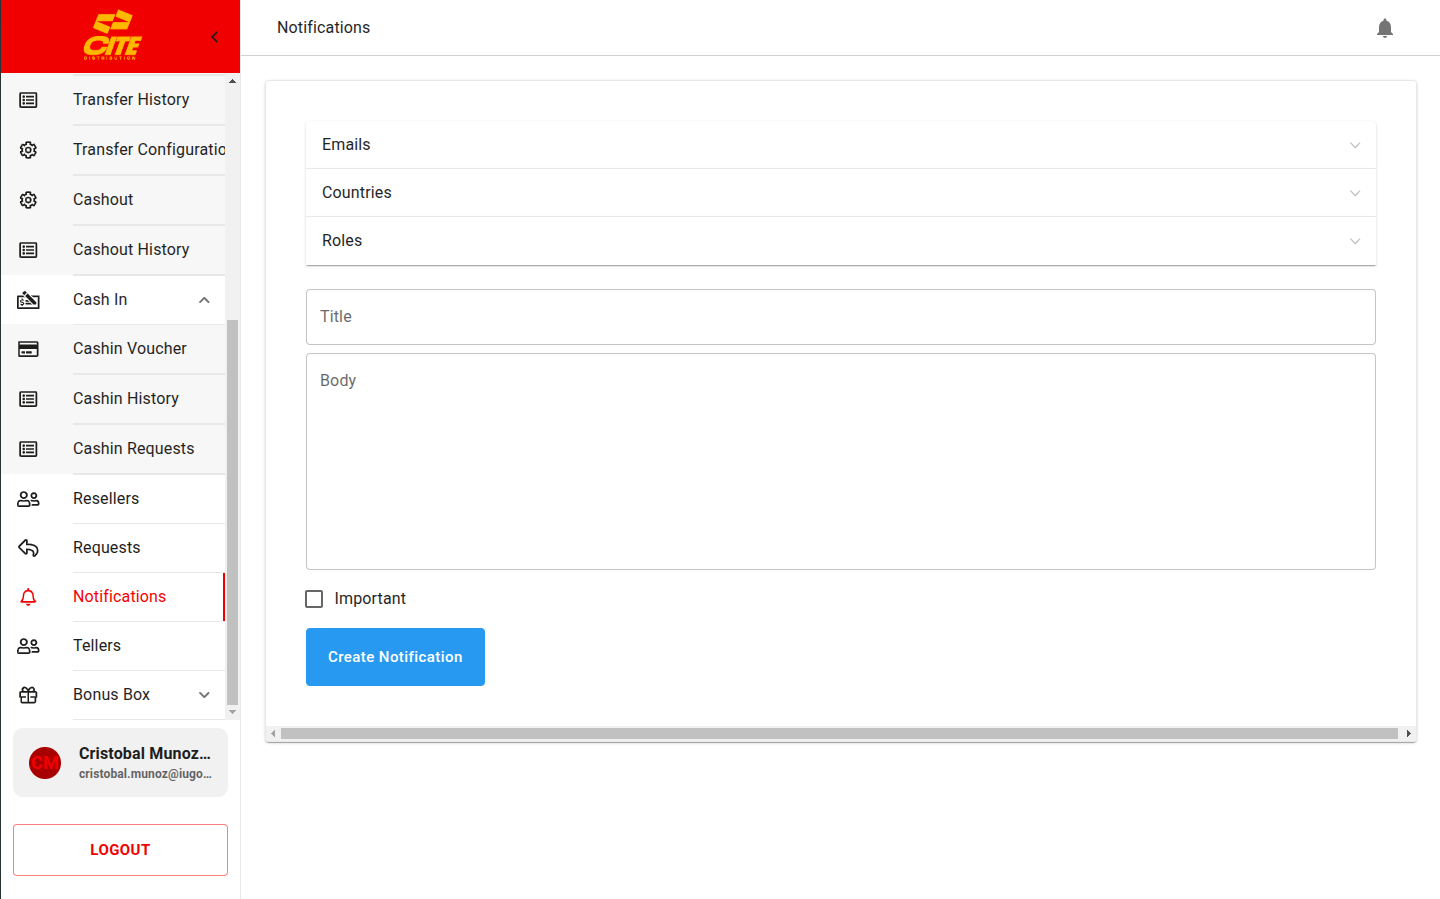 CITE
DISTRIBUTION
Notifications
Transfer History
Transfer Configuratio
Cashout
Cashout History
Cash In
Cashin Voucher
Cashin History
Cashin Requests
Resellers
Requests
Notifications
Tellers
Bonus Box
CM
Cristobal Munoz...
cristobal.munoz@iugo...
LOGOUT
Emails
Countries
Roles
Title
Body
Important
Create Notification